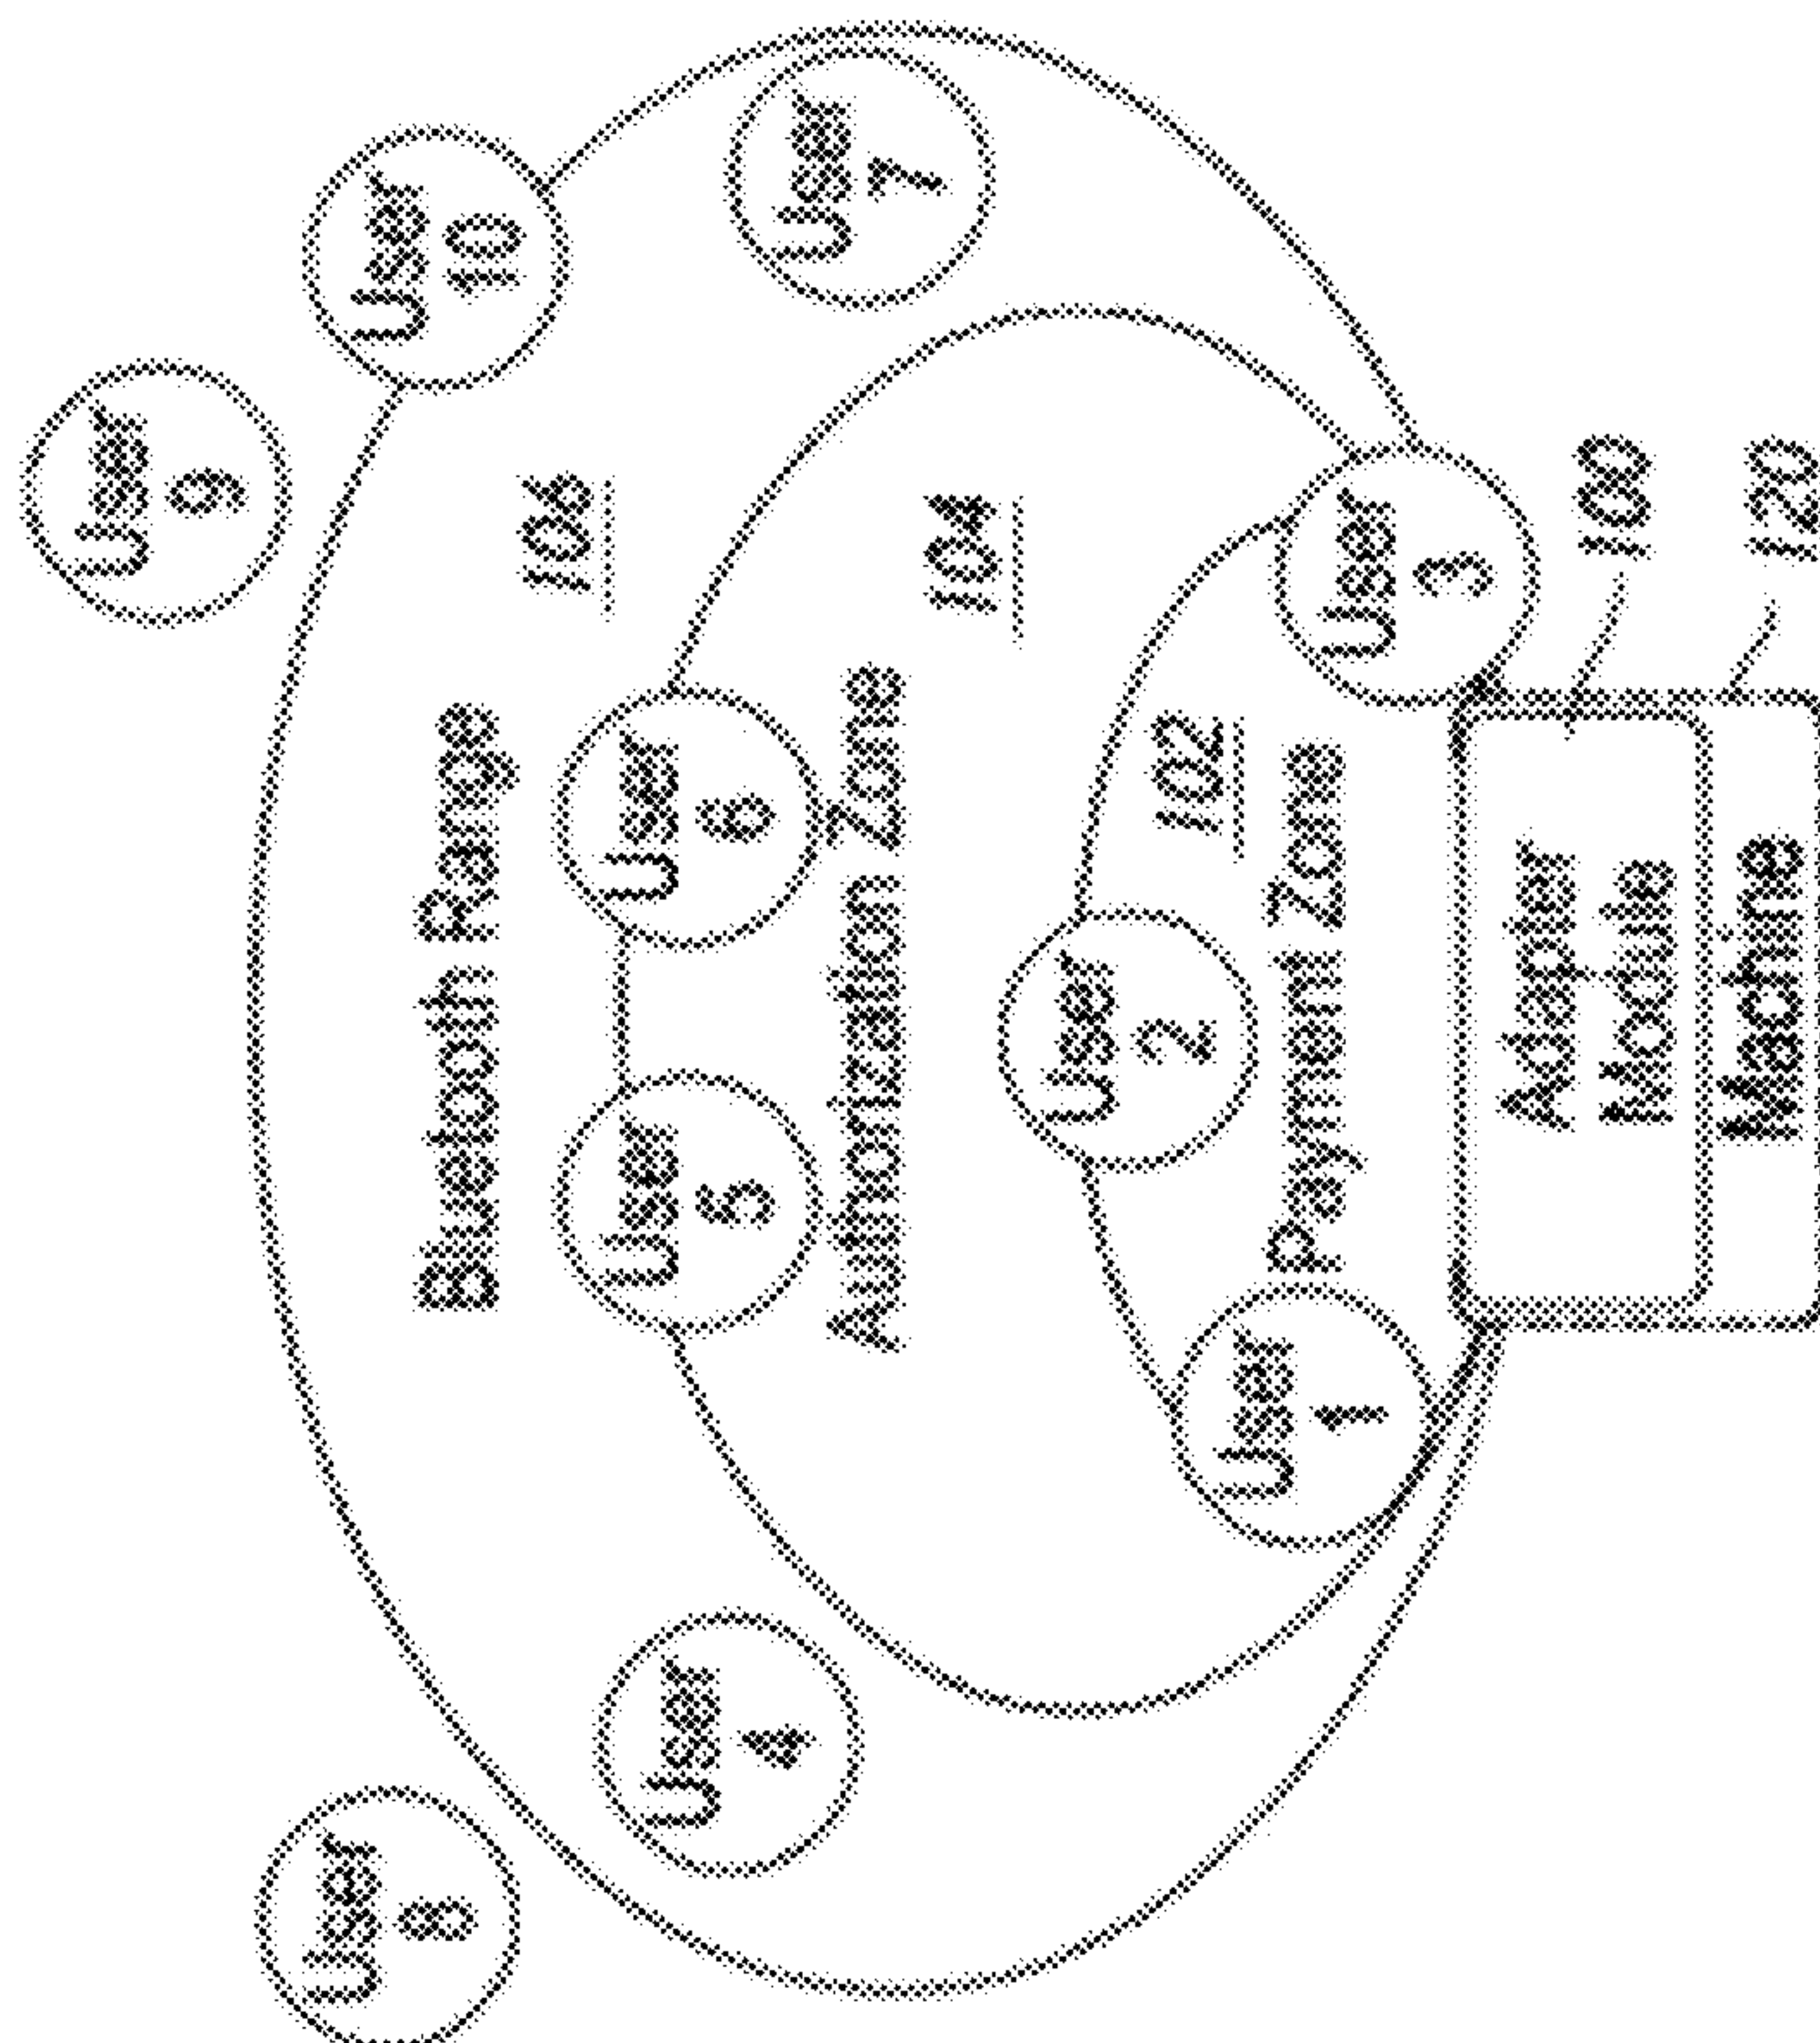 User
9
User
10
User
8
Bluetooth Range
106
User
7
User
5
User
6
User
4
Authorization Zone
104
User
2
102
User
1
Payment Zone
User
3
Adapter
Module
100
Machine
120